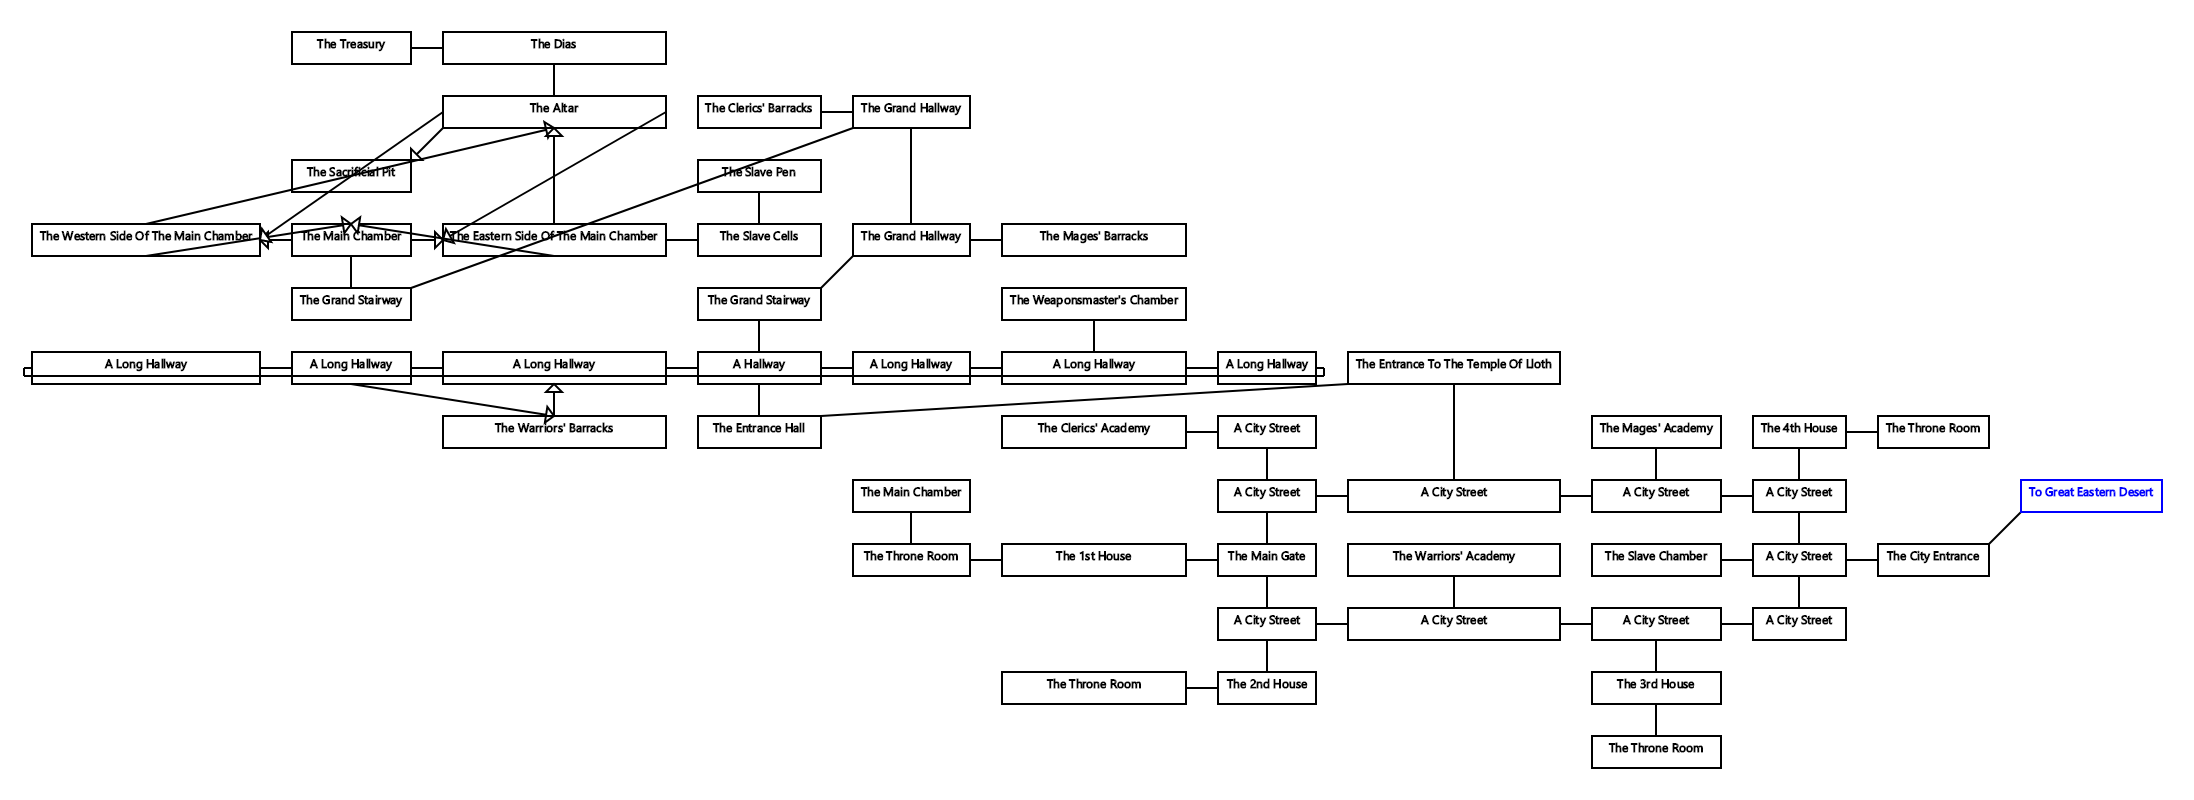 The Treasury
The Dias
The Altar
The Clerics' Barracks
The Grand Hallway
The Sacrificial Pit
The Slave Pen
The Western Side Of The Main Chamber
The Main Chamber
The Eastern Side Of The Main Chamber
The Slave Cells
The Grand Hallway
The Mages' Barracks
The Grand Stairway
The Grand Stairway
The Weaponsmaster's Chamber
A Long Hallway
A Long Hallway
A Long Hallway
A Hallway
A Long Hallway
A Long Hallway
A Long Hallway
The Entrance To The Temple Of Lloth
The Warriors' Barracks
The Entrance Hall
The Clerics' Academy
A City Street
The Mages' Academy
The 4th House
The Throne Room
The Main Chamber
A City Street
A City Street
A City Street
A City Street
To Great Eastern Desert
The Throne Room
The 1st House
The Main Gate
The Warriors' Academy
The Slave Chamber
A City Street
The City Entrance
A City Street
A City Street
A City Street
A City Street
The Throne Room
The 2nd House
The 3rd House
The Throne Room